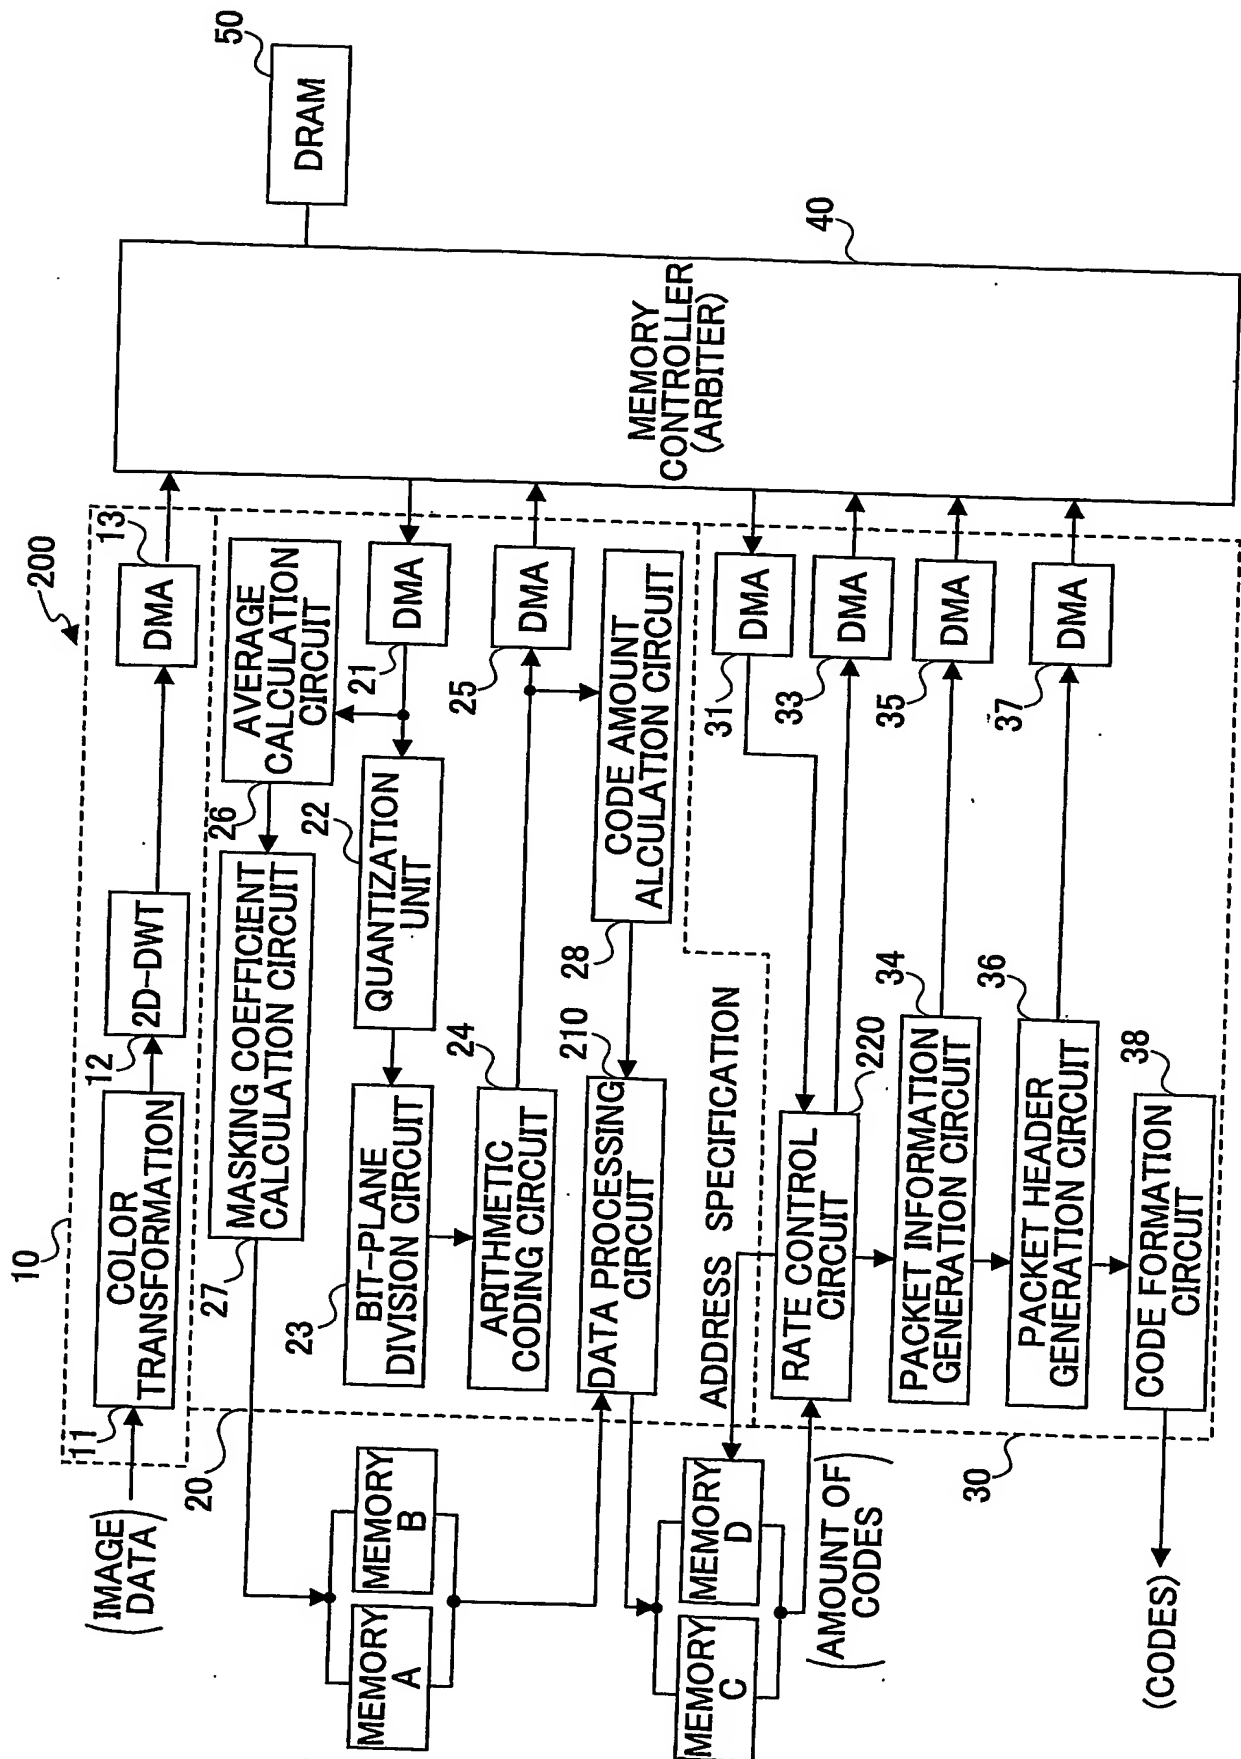 200
10
(IMAGE
DATA)
11
COLOR
TRANSFORMATION
12
2D-DWT
13
DMA
50
DRAM
40
MEMORY
CONTROLLER
(ARBITER)
20
27
MASKING COEFFICIENT
CALCULATION CIRCUIT
26
AVERAGE
CALCULATION
CIRCUIT
21
DMA
22
QUANTIZATION
UNIT
23
BIT-PLANE
DIVISION CIRCUIT
24
ARITHMETIC
CODING CIRCUIT
25
DMA
28
CODE AMOUNT
ALCULATION CIRCUIT
210
DATA PROCESSING
CIRCUIT
MEMORY
A
MEMORY
B
MEMORY
C
MEMORY
D
ADDRESS SPECIFICATION
(AMOUNT OF
CODES)
30
31
DMA
220
RATE CONTROL
CIRCUIT
33
DMA
34
PACKET INFORMATION
GENERATION CIRCUIT
35
DMA
36
PACKET HEADER
GENERATION CIRCUIT
37
DMA
38
CODE FORMATION
CIRCUIT
(CODES)